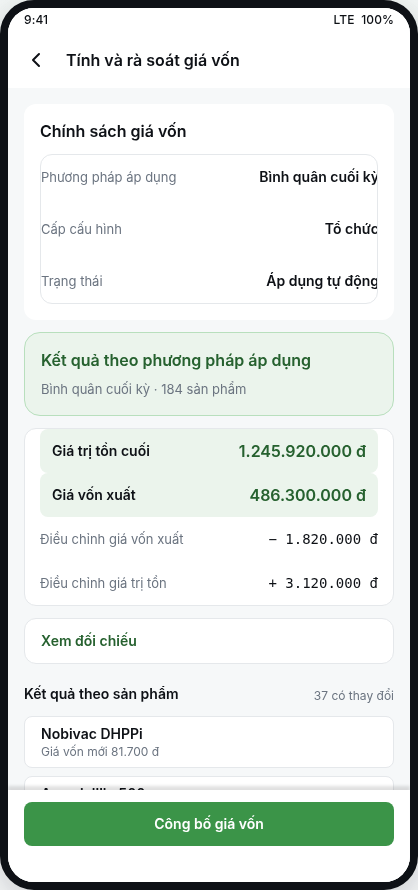 9:41
LTE 100%
Tính và rà soát giá vốn
Chính sách giá vốn
Phương pháp áp dụng
Bình quân cuối kỳ
Cấp cấu hình
Tổ chức
Trạng thái
Áp dụng tự động
Kết quả theo phương pháp áp dụng
Bình quân cuối kỳ · 184 sản phẩm
Giá trị tồn cuối
1.245.920.000 đ
Giá vốn xuất
486.300.000 đ
Điều chỉnh giá vốn xuất
− 1.820.000 đ
Điều chỉnh giá trị tồn
+ 3.120.000 đ
Xem đối chiếu
Kết quả theo sản phẩm
37 có thay đổi
Nobivac DHPPi
Giá vốn mới 81.700 đ
Công bố giá vốn